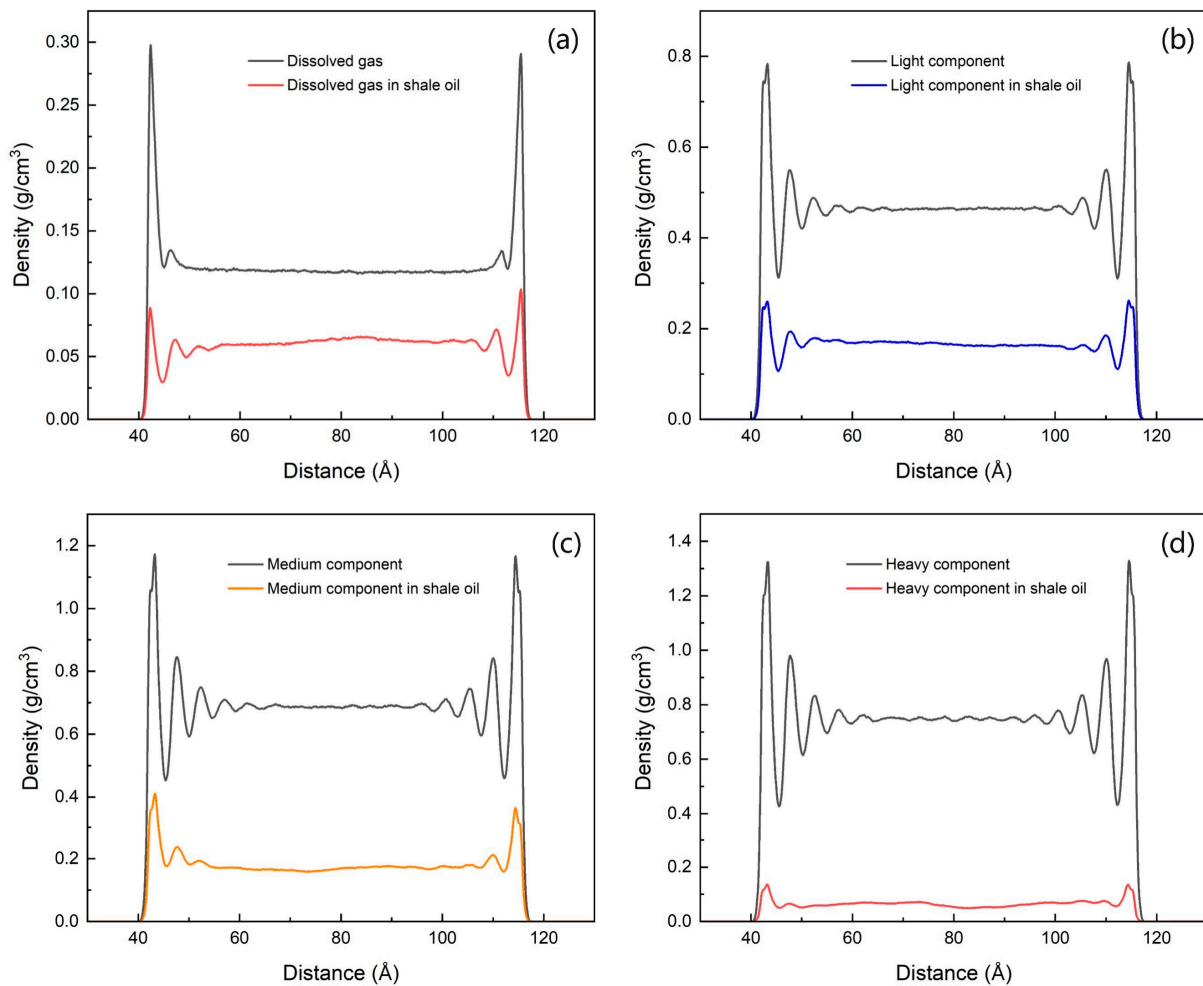 (a)
Dissolved gas
Dissolved gas in shale oil
Density (g/cm³)
0.30
0.25
0.20
0.15
0.10
0.05
0.00
40 60 80 100 120
Distance (Å)
(b)
Light component
Light component in shale oil
Density (g/cm³)
0.8
0.6
0.4
0.2
0.0
40 60 80 100 120
Distance (Å)
(c)
Medium component
Medium component in shale oil
Density (g/cm³)
1.2
1.0
0.8
0.6
0.4
0.2
0.0
40 60 80 100 120
Distance (Å)
(d)
Heavy component
Heavy component in shale oil
Density (g/cm³)
1.4
1.2
1.0
0.8
0.6
0.4
0.2
0.0
40 60 80 100 120
Distance (Å)